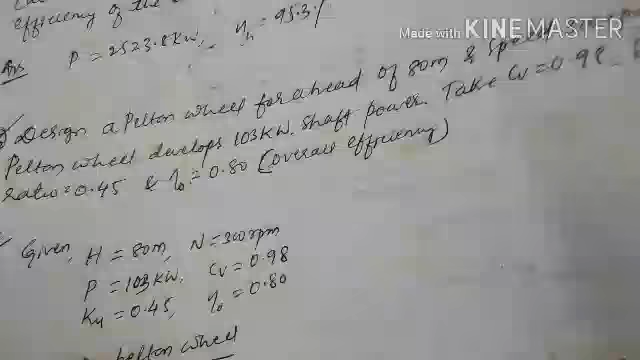 efficiency of the
Ans P = 2523.8 KW, ηh = 95.3%
Made with KINEMASTER
Design a Pelton wheel for a head of 80m & speed
Pelton wheel develops 103 KW. Shaft power. Take Cv = 0.98
ratio = 0.45 & ηo = 0.80 (overall efficiency)
Given, H = 80m, N = 300 rpm
P = 103 KW, Cv = 0.98
Ku = 0.45, ηo = 0.80
pelton wheel